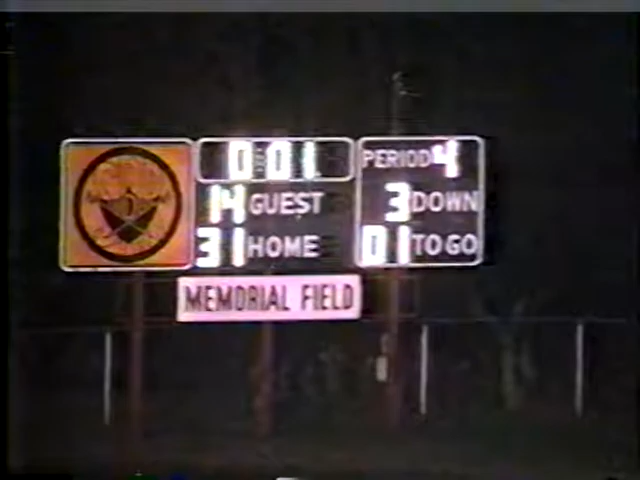 0:01 PERIOD 4
14 GUEST 3 DOWN
31 HOME 01 TO GO
MEMORIAL FIELD